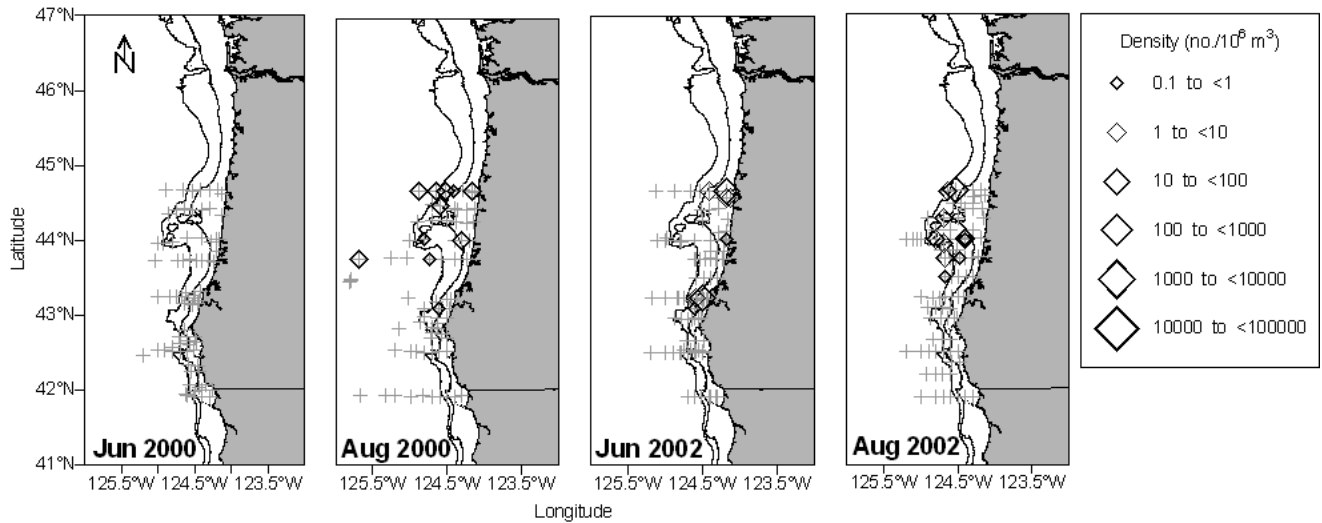 47°N
46°N
45°N
44°N
43°N
42°N
41°N
Latitude
N
Jun 2000
Aug 2000
Jun 2002
Aug 2002
125.5°W 124.5°W 123.5°W
125.5°W 124.5°W 123.5°W
125.5°W 124.5°W 123.5°W
125.5°W 124.5°W 123.5°W
Longitude
Density (no./10⁶ m³)
0.1 to <1
1 to <10
10 to <100
100 to <1000
1000 to <10000
10000 to <100000